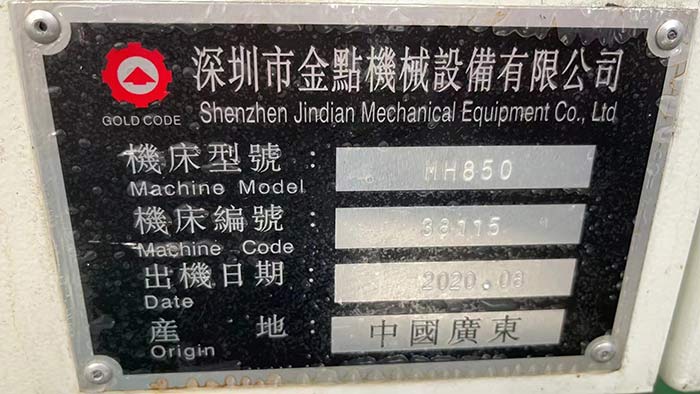 深圳市金點機械設備有限公司
GOLD CODE
Shenzhen Jindian Mechanical Equipment Co., Ltd
機床型號： MH850
Machine Model
機床編號： 38115
Machine Code
出機日期： 2020.08
Date
產 地： 中國廣東
Origin